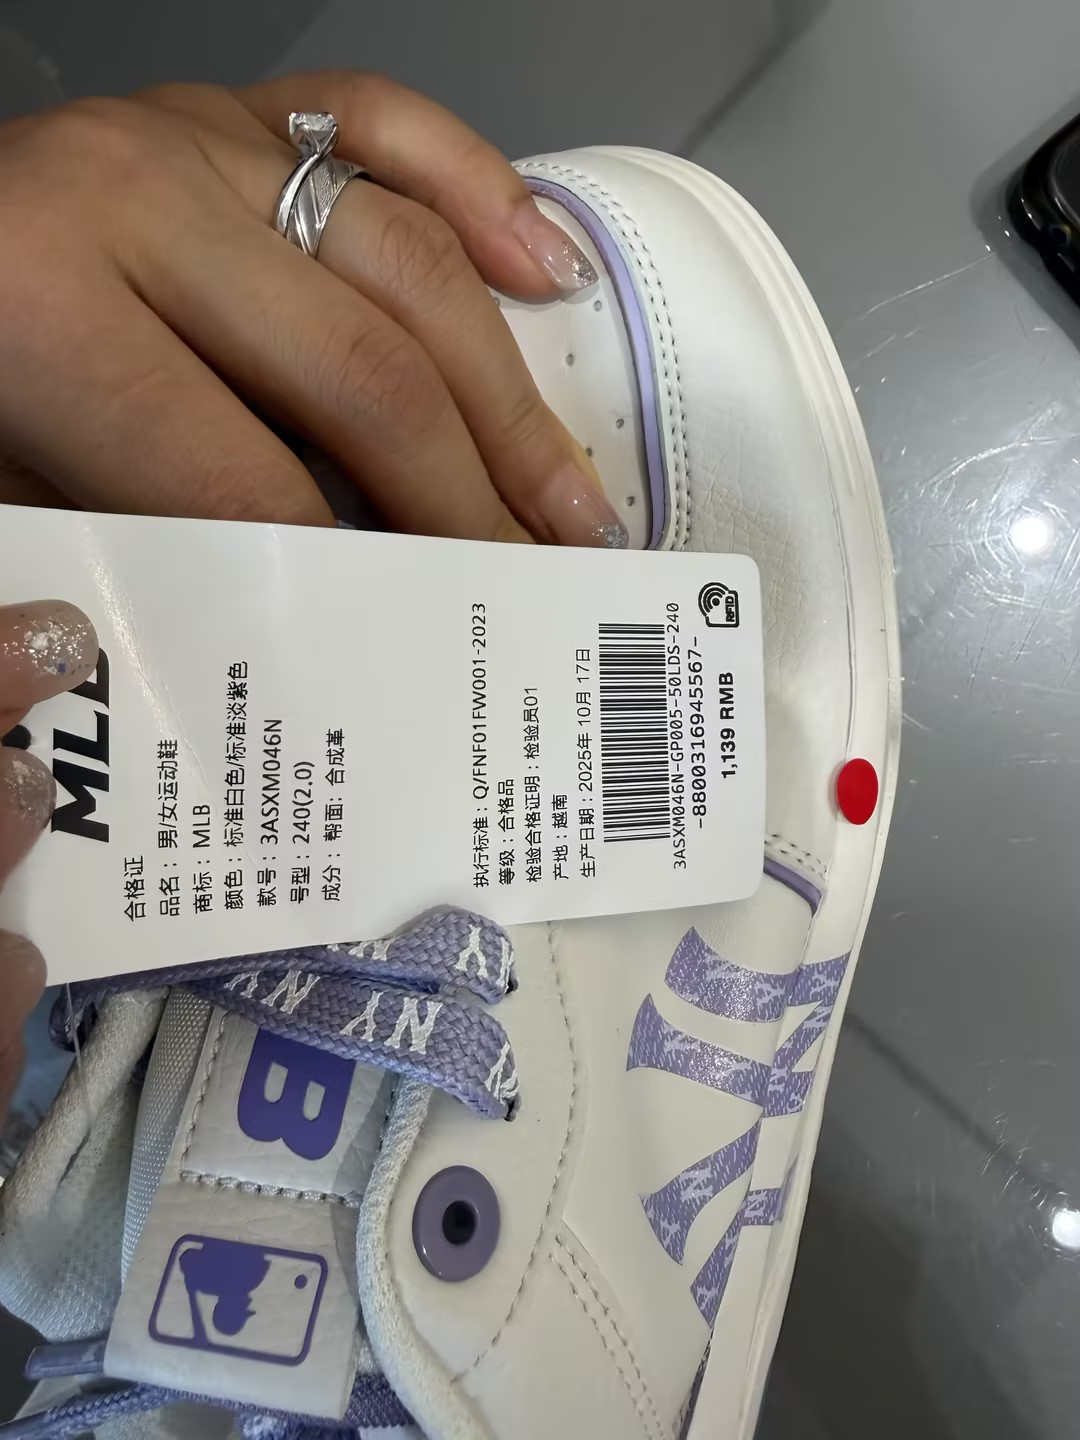 MLB
合格证
品名：男/女运动鞋
商标：MLB
颜色：标准白色/标准淡紫色
款号：3ASXM046N
号型：240(2.0)
成分：帮面：合成革
执行标准：Q/FNF01FW001-2023
等级：合格品
检验合格证明：检验员01
产地：越南
生产日期：2025年 10月 17日
3ASXM046N-GP005-50LDS-240
-8800316945567-
1,139 RMB
RFID
NY NY
NY NY
B
NY